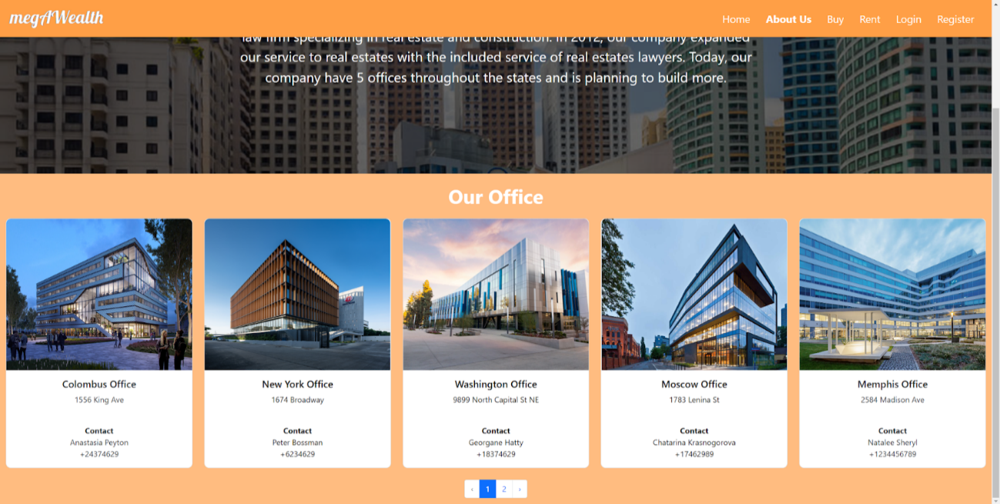 megAWealth
Home About Us Buy Rent Login Register
law firm specializing in real estate and construction. In 2012, our company expanded
our service to real estates with the included service of real estates lawyers. Today, our
company have 5 offices throughout the states and is planning to build more.
Our Office
Colombus Office
1556 King Ave
Contact
Anastasia Peyton
+24374629
New York Office
1674 Broadway
Contact
Peter Bossman
+6234629
Washington Office
9899 North Capital St NE
Contact
Georgane Hatty
+18374629
Moscow Office
1783 Lenina St
Contact
Chatarina Krasnogorova
+17462989
Memphis Office
2584 Madison Ave
Contact
Natalee Sheryl
+1234456789
‹ 1 2 ›